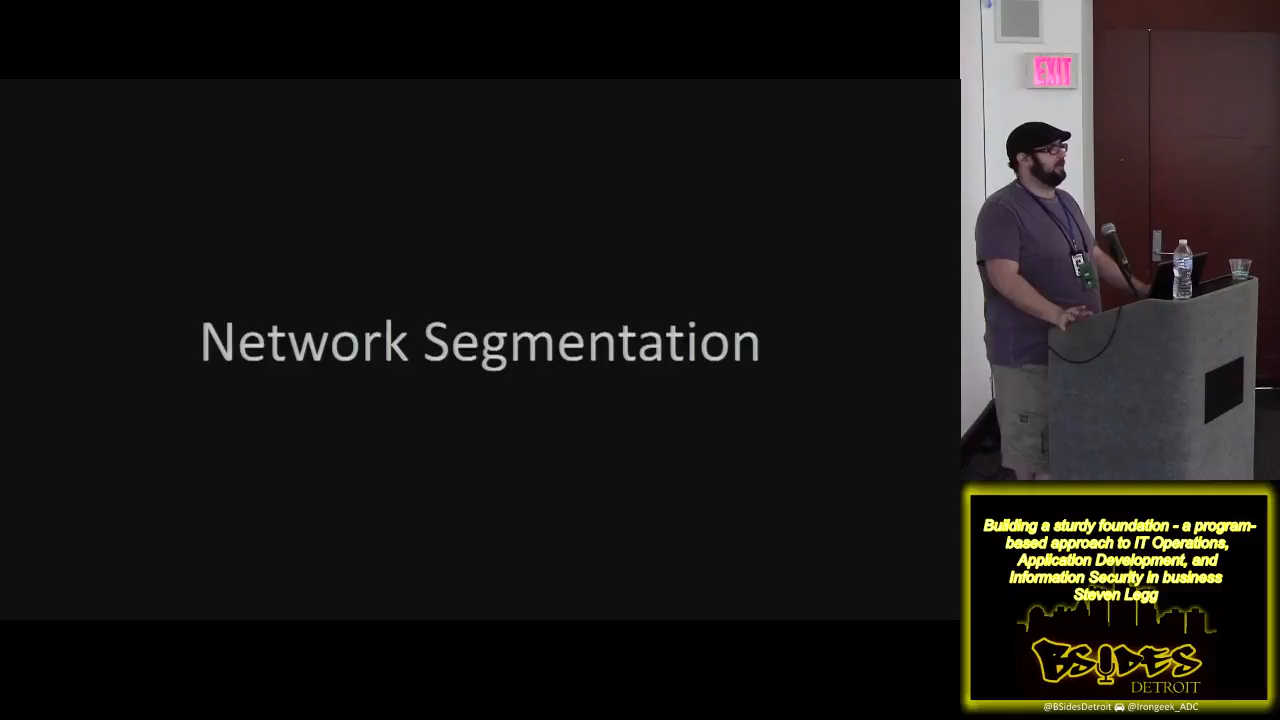 Network Segmentation
EXIT
Building a sturdy foundation - a program-
based approach to IT Operations,
Application Development, and
Information Security in business
Steven Legg
BSIDES
DETROIT
@BSidesDetroit @Irongeek_ADC